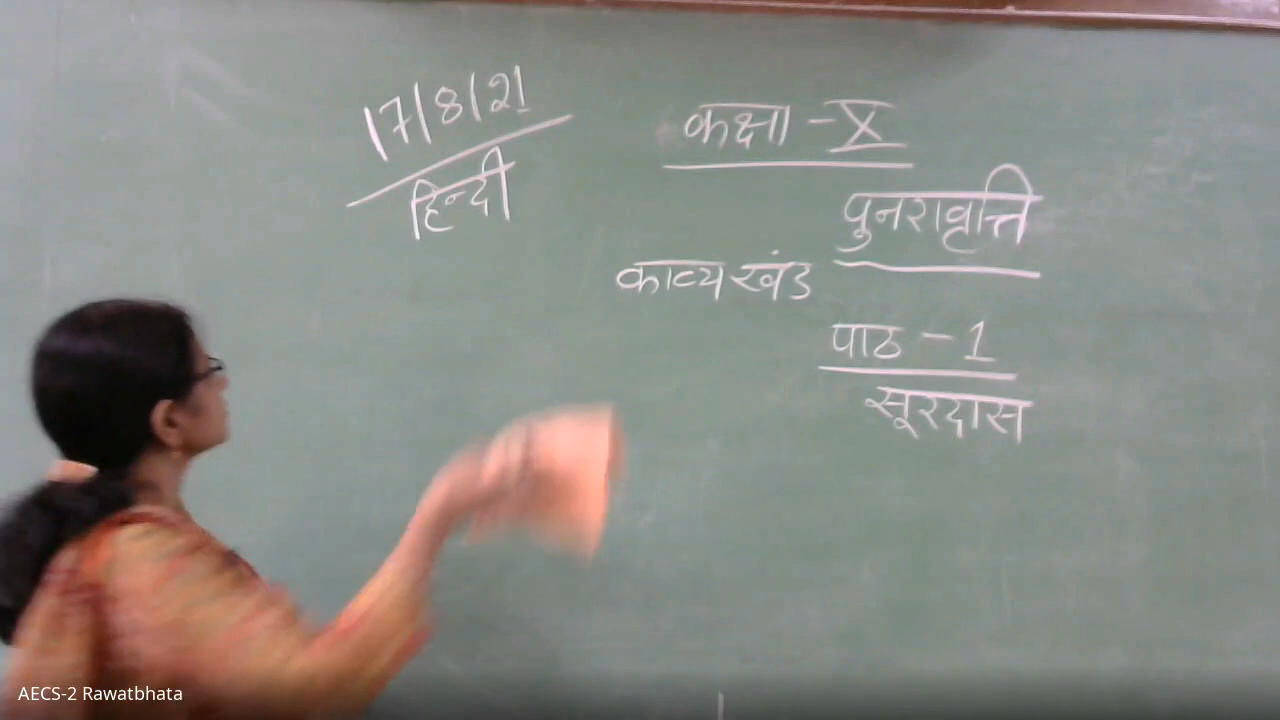 17/8/21
हिन्दी
कक्षा - X
पुनरावृत्ति
काव्य खंड
पाठ - 1
सूरदास
AECS-2 Rawatbhata